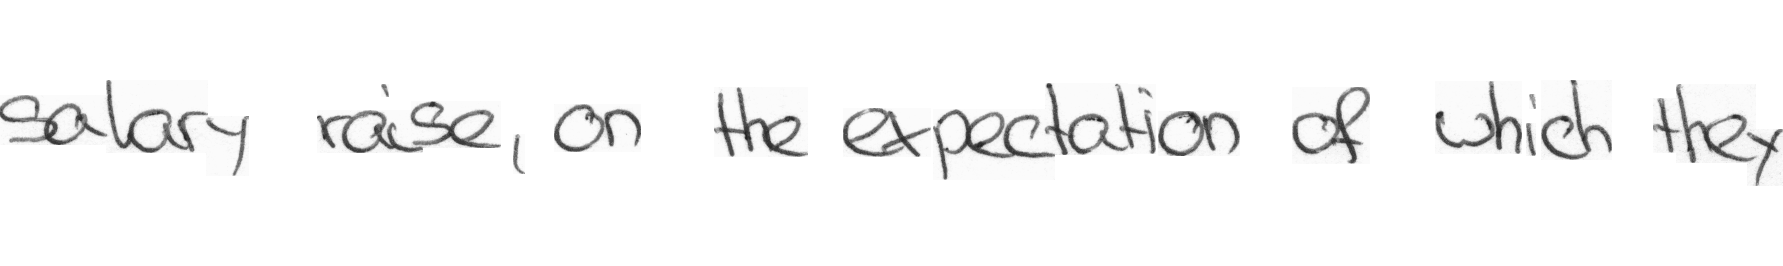 salary raise, on the expectation of which they